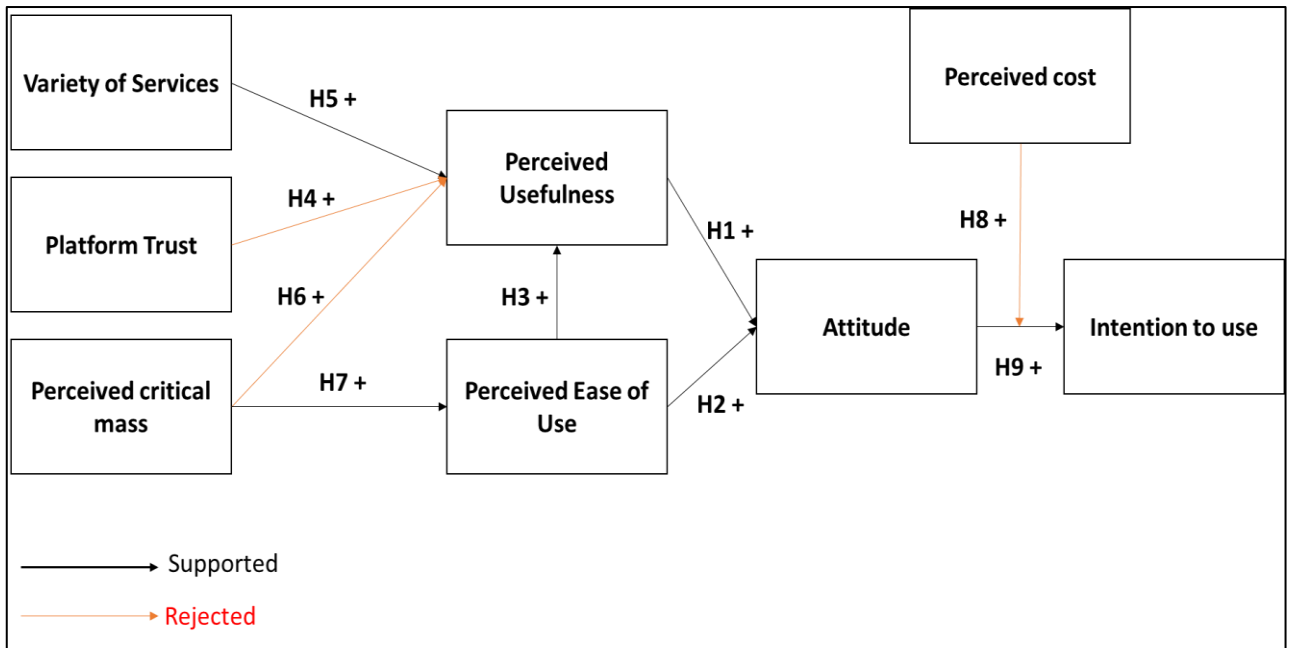 Variety of Services
Perceived cost
H5 +
Perceived
Usefulness
Platform Trust
H4 +
H8 +
H1 +
H6 +
H3 +
Attitude
Intention to use
Perceived critical
mass
H7 +
Perceived Ease of
Use
H2 +
H9 +
Supported
Rejected